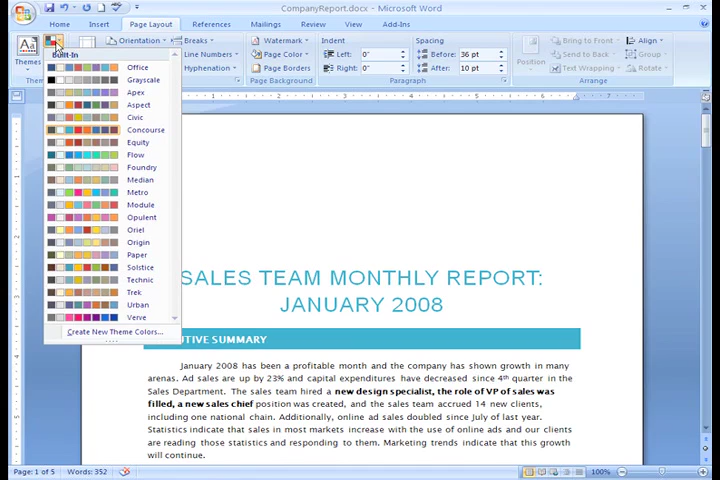 CompanyReport.docx - Microsoft Word
Home Insert Page Layout References Mailings Review View Add-Ins
Themes
Orientation
Breaks
Line Numbers
Hyphenation
Watermark
Page Color
Page Borders
Page Background
Indent
Left: 0"
Right: 0"
Spacing
Before: 36 pt
After: 10 pt
Paragraph
Position
Bring to Front
Send to Back
Text Wrapping
Align
Group
Rotate
Arrange
Built-In
Office
Grayscale
Apex
Aspect
Civic
Concourse
Equity
Flow
Foundry
Median
Metro
Module
Opulent
Oriel
Origin
Paper
Solstice
Technic
Trek
Urban
Verve
Create New Theme Colors...
SALES TEAM MONTHLY REPORT:
JANUARY 2008
UTIVE SUMMARY
January 2008 has been a profitable month and the company has shown growth in many
arenas. Ad sales are up by 23% and capital expenditures have decreased since 4th quarter in the
Sales Department. The sales team hired a new design specialist, the role of VP of sales was
filled, a new sales chief position was created, and the sales team accrued 14 new clients,
including one national chain. Additionally, online ad sales doubled since July of last year.
Statistics indicate that sales in most markets increase with the use of online ads and our clients
are reading those statistics and responding to them. Marketing trends indicate that this growth
will continue.
Page: 1 of 5 Words: 352 100%